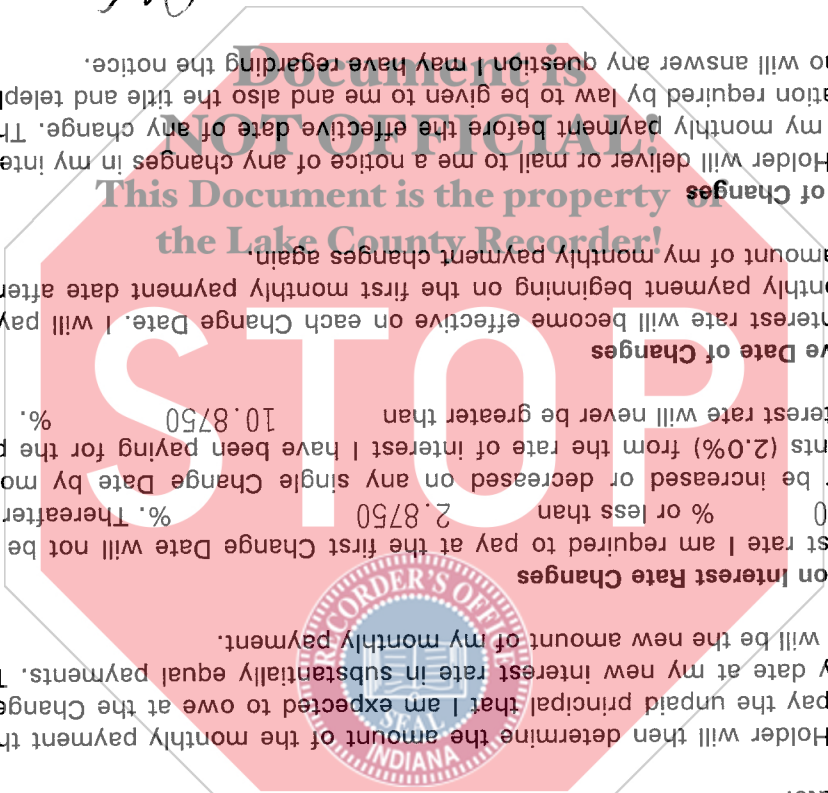 Document is
NOT OFFICIAL!
This Document is the property of
the Lake County Recorder!
STOP
RECORDER'S OFFICE
SEAL
INDIANA
Holder will then determine the amount of the monthly payment th
pay the unpaid principal that I am expected to owe at the Change
y date at my new interest rate in substantially equal payments. T
will be the new amount of my monthly payment.
on Interest Rate Changes
st rate I am required to pay at the first Change Date will not be
0 % or less than 2.8750 %. Thereafter
be increased or decreased on any single Change Date by mo
nts (2.0%) from the rate of interest I have been paying for the p
terest rate will never be greater than 10.8750 %.
ve Date of Changes
nterest rate will become effective on each Change Date. I will pay
onthly payment beginning on the first monthly payment date after
amount of my monthly payment changes again.
of Changes
Holder will deliver or mail to me a notice of any changes in my inte
my monthly payment before the effective date of any change. Th
ation required by law to be given to me and also the title and teleph
no will answer any question I may have regarding the notice.